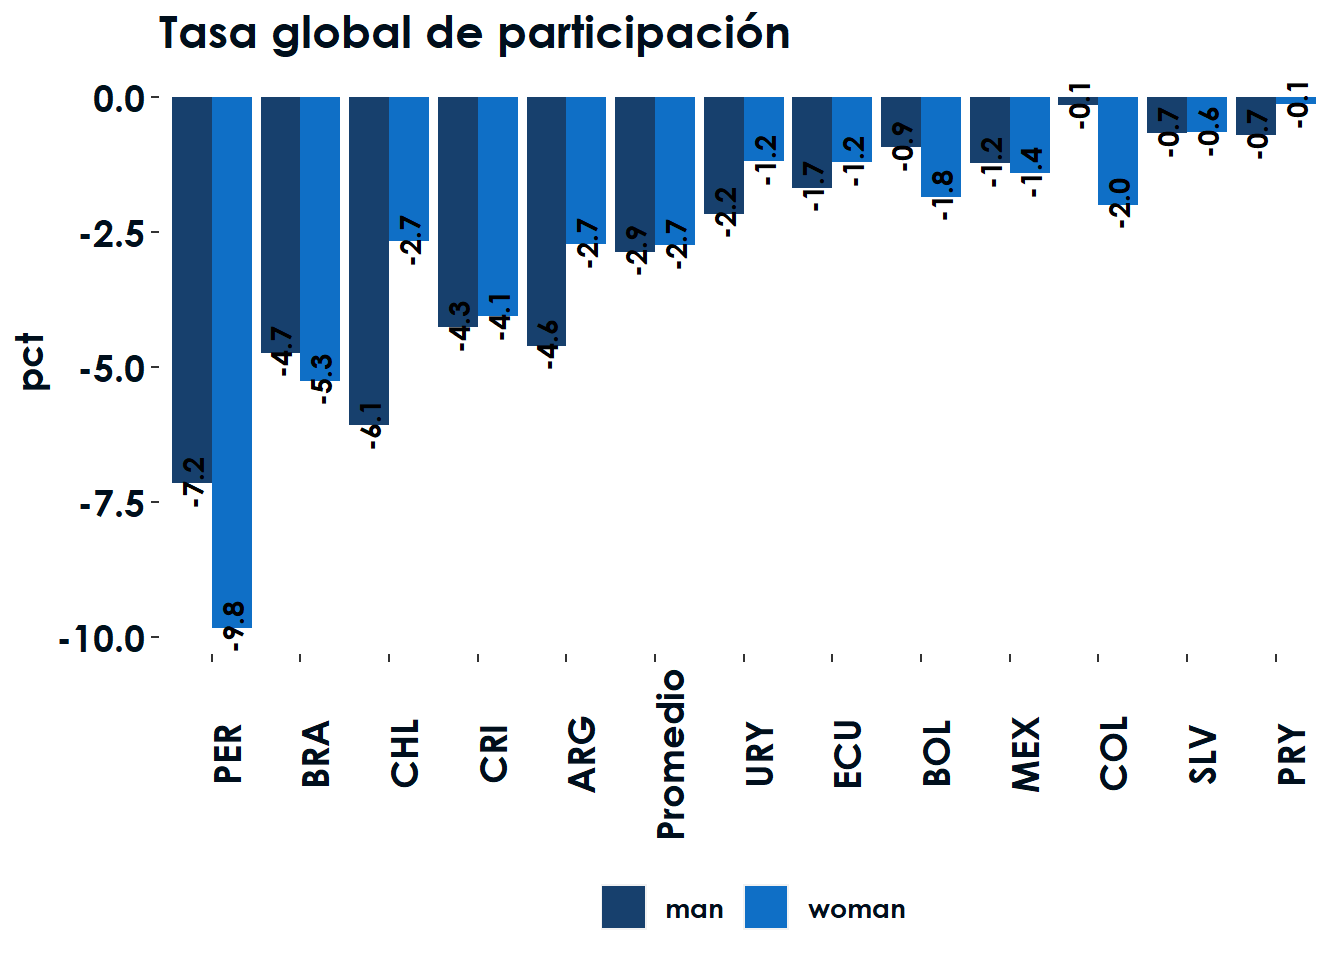 Tasa global de participación
pct
0.0
-2.5
-5.0
-7.5
-10.0
-7.2
-9.8
-4.7
-5.3
-6.1
-2.7
-4.3
-4.1
-4.6
-2.7
-2.9
-2.7
-2.2
-1.2
-1.7
-1.2
-0.9
-1.8
-1.2
-1.4
-0.1
-2.0
-0.7
-0.6
-0.7
-0.1
PER
BRA
CHL
CRI
ARG
Promedio
URY
ECU
BOL
MEX
COL
SLV
PRY
man
woman